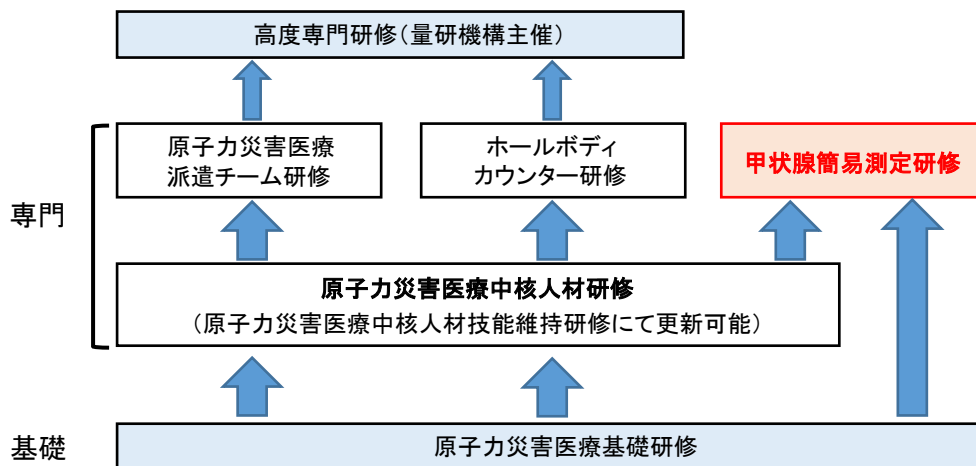 高度専門研修(量研機構主催)
原子力災害医療
派遣チーム研修
ホールボディ
カウンター研修
甲状腺簡易測定研修
専門
原子力災害医療中核人材研修
(原子力災害医療中核人材技能維持研修にて更新可能)
基礎
原子力災害医療基礎研修